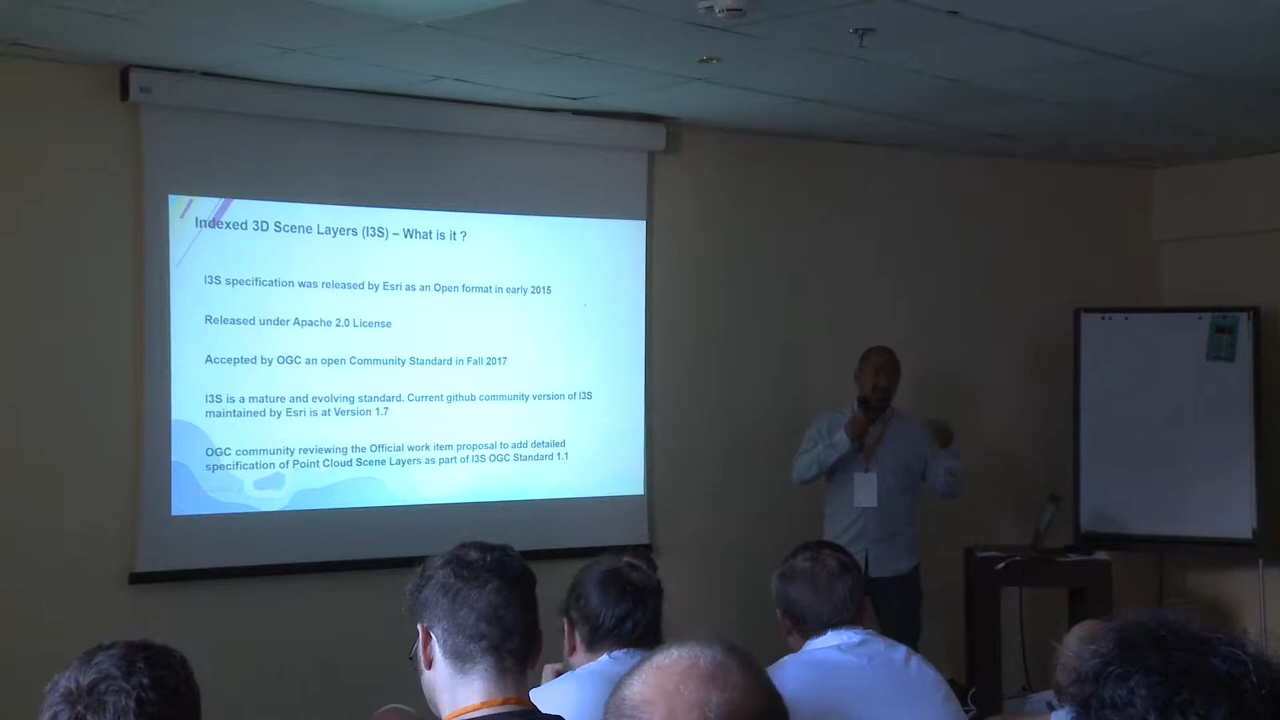 Indexed 3D Scene Layers (I3S) – What is it ?
I3S specification was released by Esri as an Open format in early 2015
Released under Apache 2.0 License
Accepted by OGC an open Community Standard in Fall 2017
I3S is a mature and evolving standard. Current github community version of I3S
maintained by Esri is at Version 1.7
OGC community reviewing the Official work item proposal to add detailed
specification of Point Cloud Scene Layers as part of I3S OGC Standard 1.1